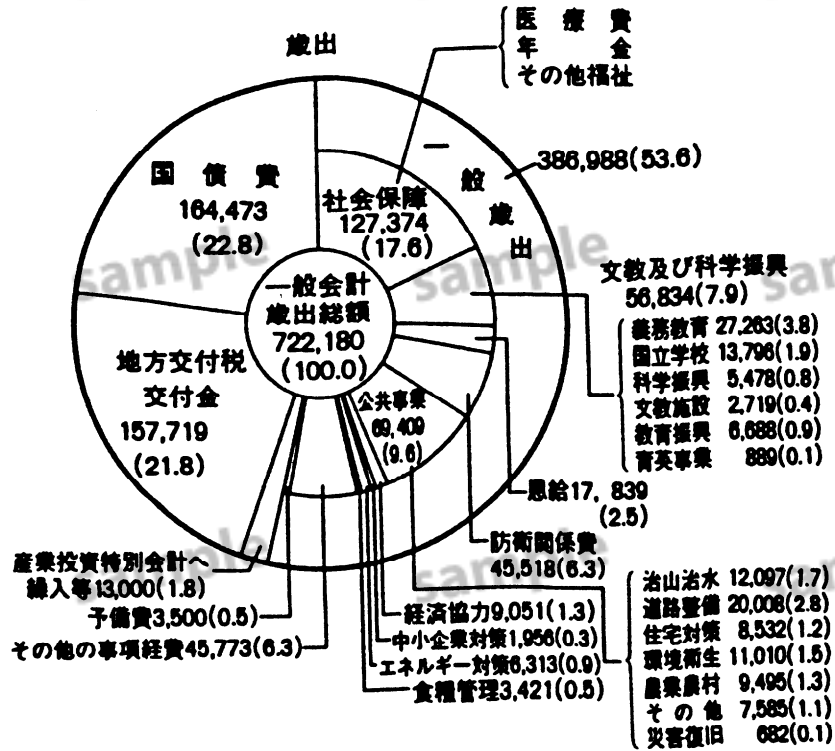 歳出
医療費
年金
その他福祉
一般歳出
386,988(53.6)
国債費
164,473
(22.8)
社会保障
127,374
(17.6)
一般会計
歳出総額
722,180
(100.0)
文教及び科学振興
56,834(7.9)
義務教育 27,263(3.8)
国立学校 13,796(1.9)
科学振興 5,478(0.8)
文教施設 2,719(0.4)
教育振興 6,688(0.9)
育英事業 889(0.1)
地方交付税
交付金
157,719
(21.8)
公共事業
69,409
(9.6)
恩給17,839
(2.5)
防衛関係費
45,518(6.3)
産業投資特別会計へ
繰入等13,000(1.8)
予備費3,500(0.5)
その他の事項経費45,773(6.3)
経済協力9,051(1.3)
中小企業対策1,956(0.3)
エネルギー対策6,313(0.9)
食糧管理3,421(0.5)
治山治水 12,097(1.7)
道路整備 20,008(2.8)
住宅対策 8,532(1.2)
環境衛生 11,010(1.5)
農業農村 9,495(1.3)
その他 7,585(1.1)
災害復旧 682(0.1)
sample
sample
sample
sample
sample
sample